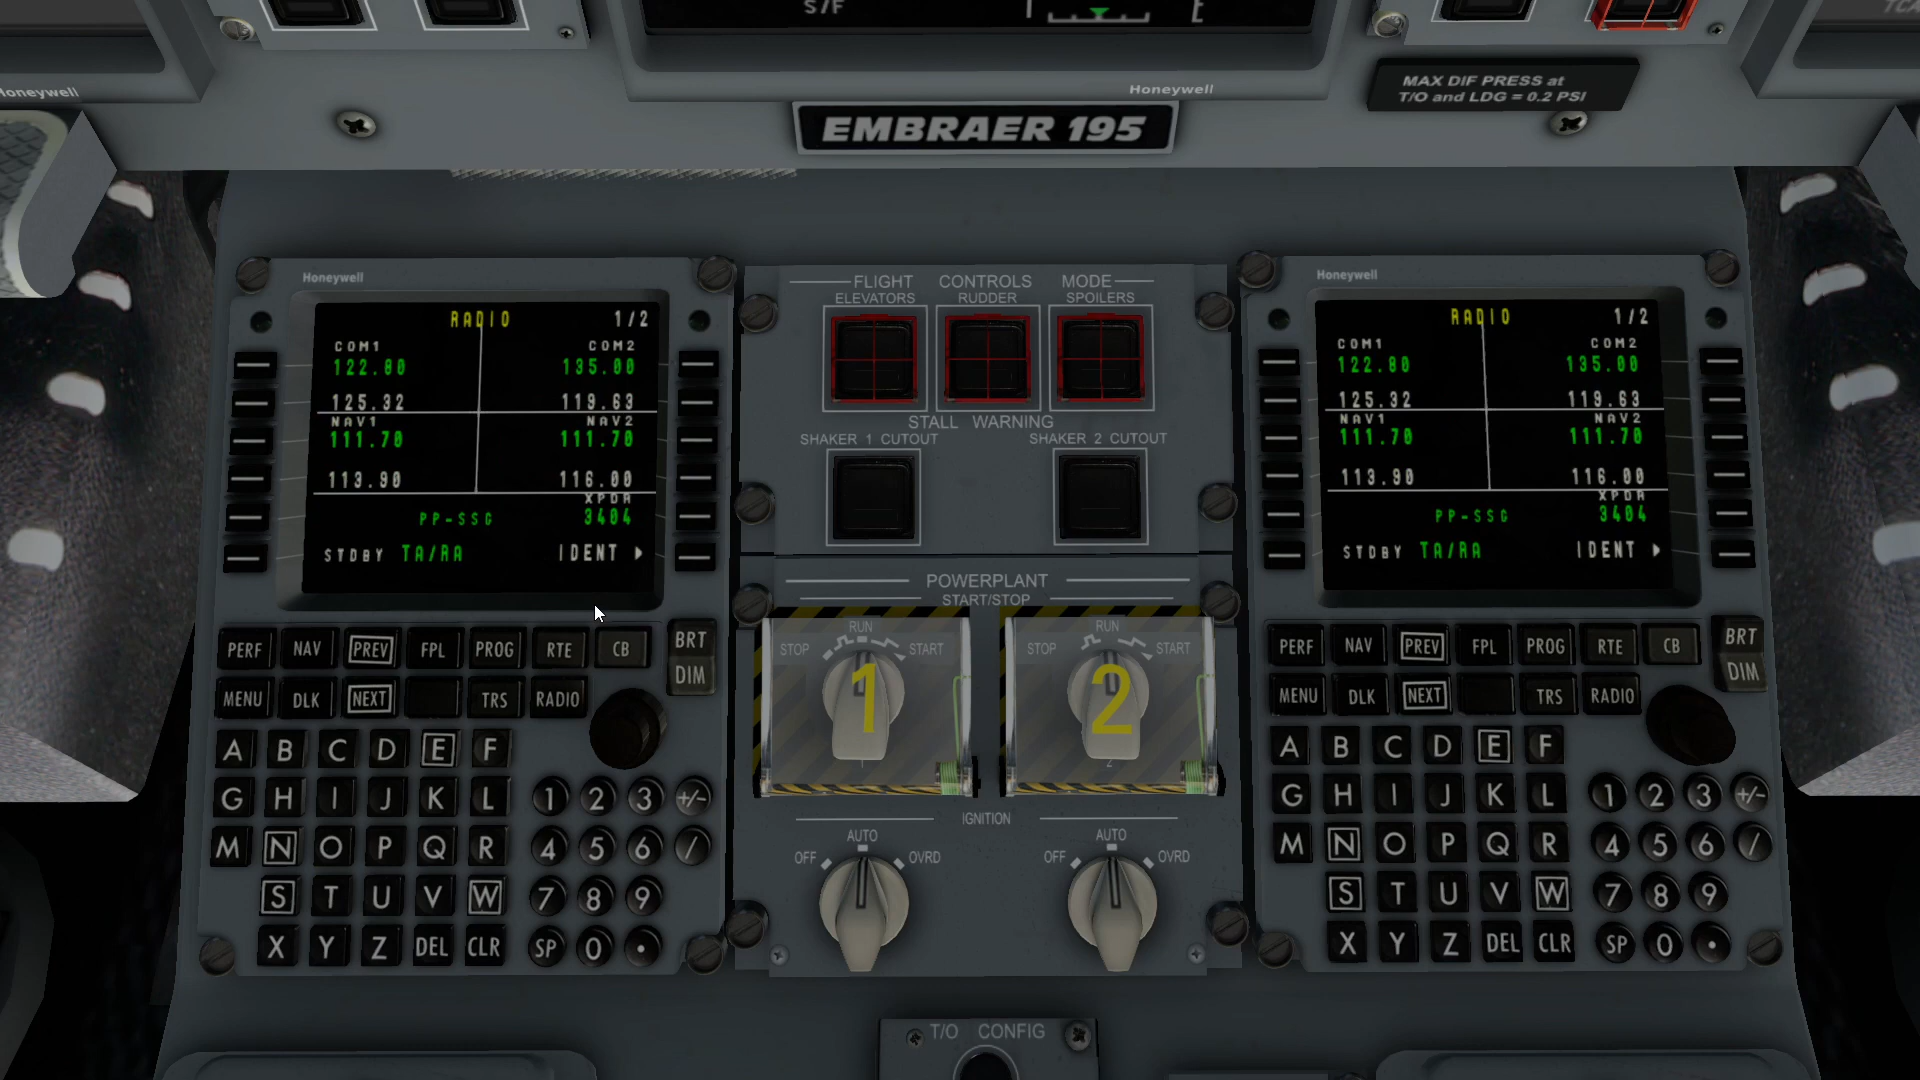 S/F
Honeywell
Honeywell
MAX DIF PRESS at
T/O and LDG = 0.2 PSI
EMBRAER 195
Honeywell
RADIO 1/2
COM1 COM2
122.80 135.00
125.32 119.63
NAV1 NAV2
111.70 111.70
113.90 116.00
XPDR
PP-SSG 3404
STDBY TA/RA IDENT
PERF NAV PREV FPL PROG RTE CB BRT
MENU DLK NEXT TRS RADIO DIM
A B C D E F
G H I J K L 1 2 3 +/-
M N O P Q R 4 5 6 /
S T U V W 7 8 9
X Y Z DEL CLR SP 0 •
FLIGHT CONTROLS MODE
ELEVATORS RUDDER SPOILERS
STALL WARNING
SHAKER 1 CUTOUT SHAKER 2 CUTOUT
POWERPLANT
START/STOP
RUN RUN
STOP START STOP START
1 2
IGNITION
AUTO AUTO
OFF OVRD OFF OVRD
T/O CONFIG
Honeywell
RADIO 1/2
COM1 COM2
122.80 135.00
125.32 119.63
NAV1 NAV2
111.70 111.70
113.90 116.00
XPDR
PP-SSG 3404
STDBY TA/RA IDENT
PERF NAV PREV FPL PROG RTE CB BRT
MENU DLK NEXT TRS RADIO DIM
A B C D E F
G H I J K L 1 2 3 +/-
M N O P Q R 4 5 6 /
S T U V W 7 8 9
X Y Z DEL CLR SP 0 •